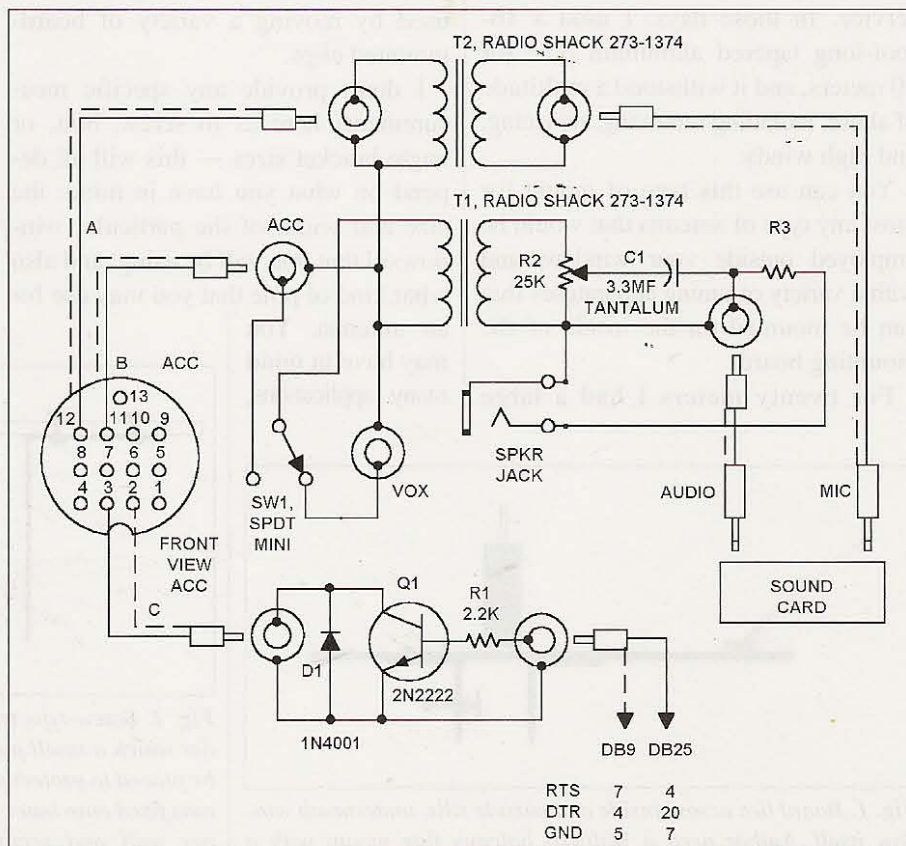 T2, RADIO SHACK 273-1374
T1, RADIO SHACK 273-1374
A
ACC
R2
25K
C1
3.3MF
TANTALUM
R3
B
ACC
13
12 11 10 9
8 7 6 5
4 3 2 1
FRONT
VIEW
ACC
SW1,
SPDT
MINI
VOX
SPKR
JACK
AUDIO
MIC
SOUND
CARD
C
Q1
R1
2.2K
D1
2N2222
1N4001
DB9 DB25
RTS 7 4
DTR 4 20
GND 5 7